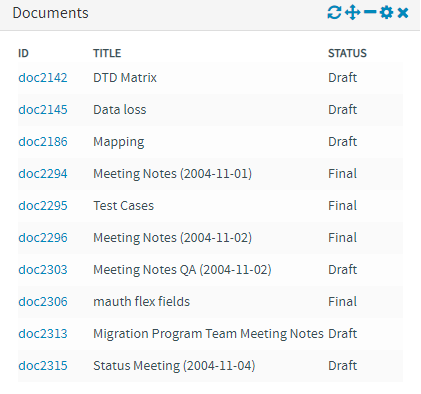 Documents
ID TITLE STATUS
doc2142 DTD Matrix Draft
doc2145 Data loss Draft
doc2186 Mapping Draft
doc2294 Meeting Notes (2004-11-01) Final
doc2295 Test Cases Final
doc2296 Meeting Notes (2004-11-02) Final
doc2303 Meeting Notes QA (2004-11-02) Draft
doc2306 mauth flex fields Final
doc2313 Migration Program Team Meeting Notes Draft
doc2315 Status Meeting (2004-11-04) Draft